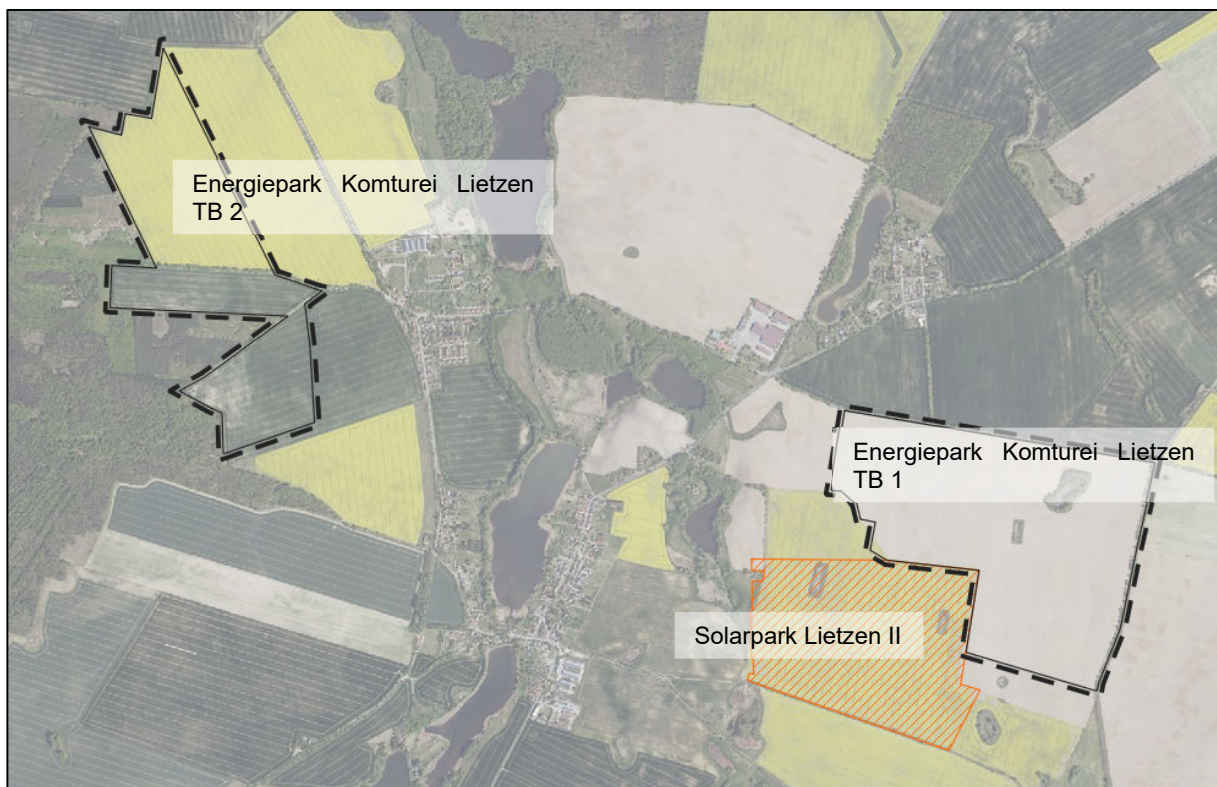 Energiepark Komturei Lietzen
TB 2
Energiepark Komturei Lietzen
TB 1
Solarpark Lietzen II